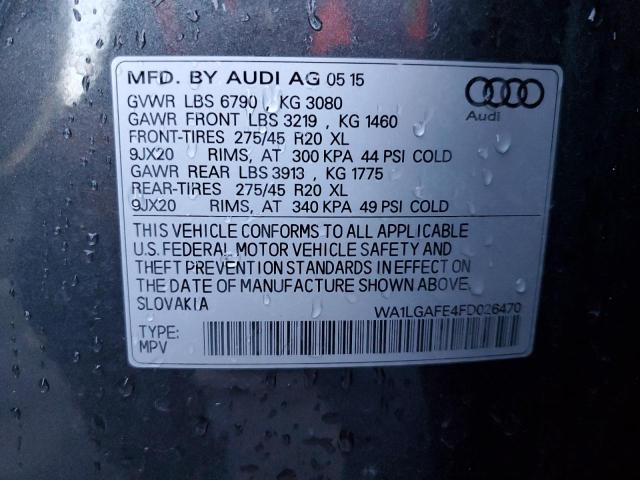 MFD. BY AUDI AG 05 15
Audi
GVWR LBS 6790 , KG 3080
GAWR FRONT LBS 3219 , KG 1460
FRONT-TIRES 275/45 R20 XL
9JX20 RIMS, AT 300 KPA 44 PSI COLD
GAWR REAR LBS 3913 , KG 1775
REAR-TIRES 275/45 R20 XL
9JX20 RIMS, AT 340 KPA 49 PSI COLD
THIS VEHICLE CONFORMS TO ALL APPLICABLE
U.S. FEDERAL MOTOR VEHICLE SAFETY AND
THEFT PREVENTION STANDARDS IN EFFECT ON
THE DATE OF MANUFACTURE SHOWN ABOVE
SLOVAKIA
WA1LGAFE4FD026470
TYPE:
MPV